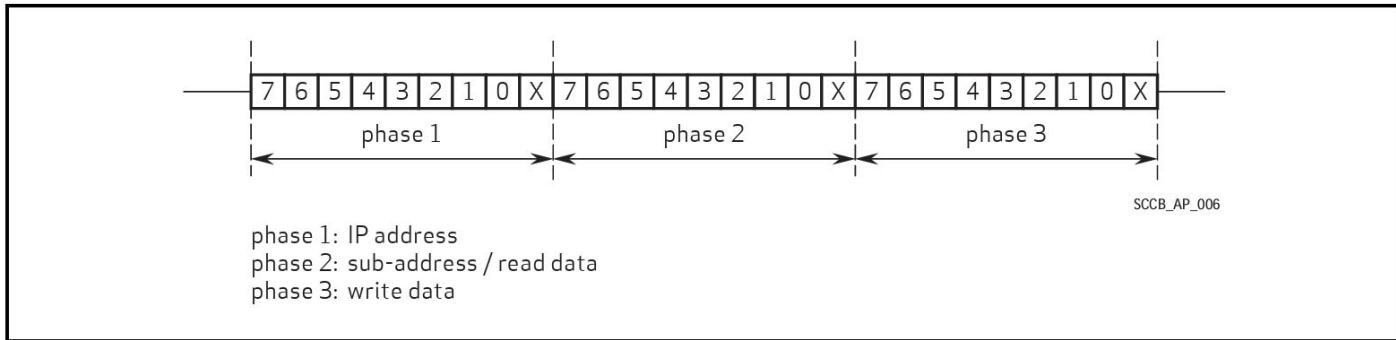 7 6 5 4 3 2 1 0 X 7 6 5 4 3 2 1 0 X 7 6 5 4 3 2 1 0 X
phase 1 phase 2 phase 3
SCCB_AP_006
phase 1: IP address
phase 2: sub-address / read data
phase 3: write data